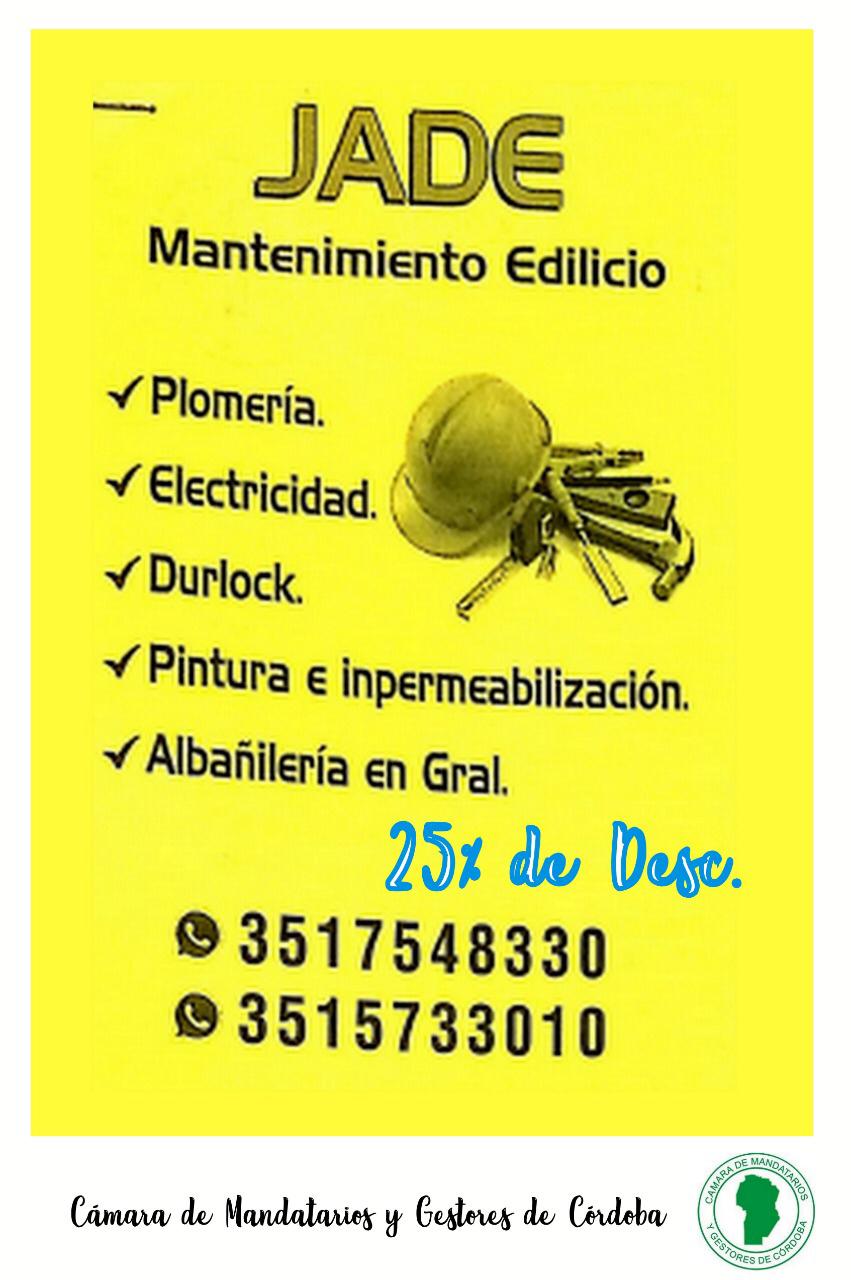 JADE
Mantenimiento Edilicio
✓ Plomería.
✓ Electricidad.
✓ Durlock.
✓ Pintura e inpermeabilización.
✓ Albañilería en Gral.
25% de Desc.
3517548330
3515733010
Cámara de Mandatarios y Gestores de Córdoba
CÁMARA DE MANDATARIOS
Y GESTORES DE CÓRDOBA